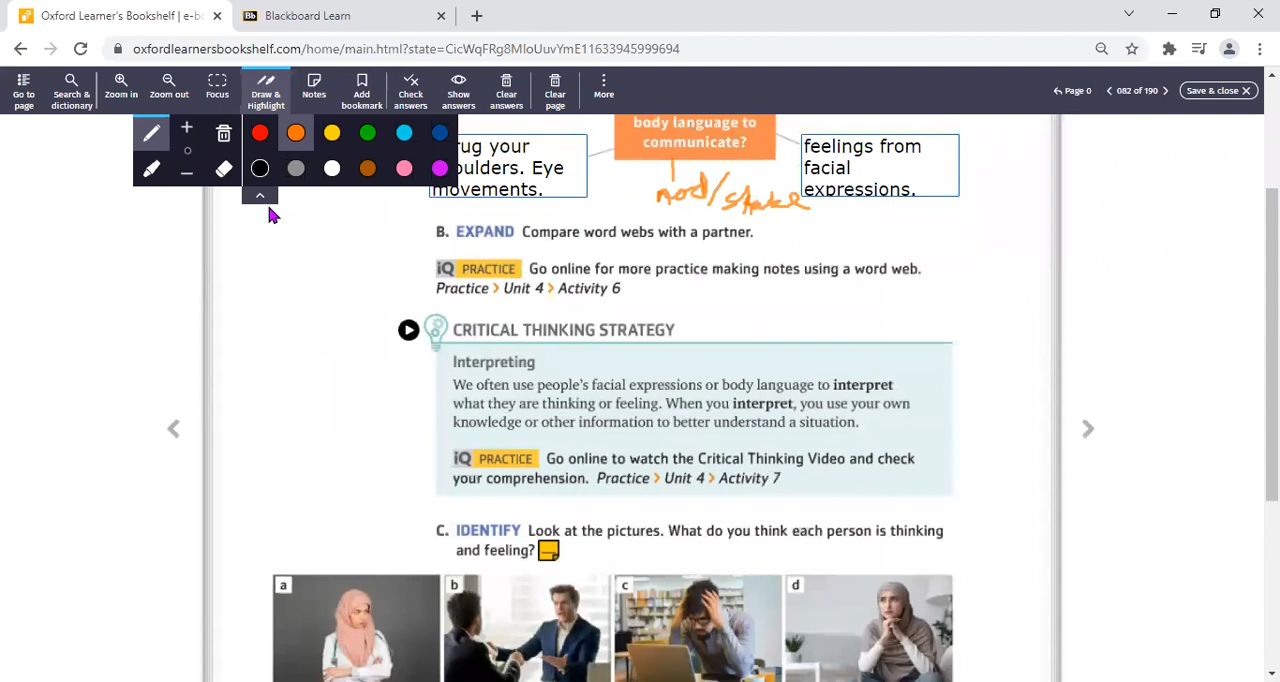 Oxford Learner's Bookshelf | e-b
Bb Blackboard Learn
oxfordlearnersbookshelf.com/home/main.html?state=CicWqFRg8MloUuvYmE11633945999694
Go to page
Search & dictionary
Zoom in
Zoom out
Focus
Draw & Highlight
Notes
Add bookmark
Check answers
Show answers
Clear answers
Clear page
More
Page 0
082 of 190
Save & close
body language to
communicate?
rug your
oulders. Eye
movements.
feelings from
facial
expressions.
nod/shake
B. EXPAND Compare word webs with a partner.
iQ PRACTICE Go online for more practice making notes using a word web.
Practice > Unit 4 > Activity 6
CRITICAL THINKING STRATEGY
Interpreting
We often use people's facial expressions or body language to interpret
what they are thinking or feeling. When you interpret, you use your own
knowledge or other information to better understand a situation.
iQ PRACTICE Go online to watch the Critical Thinking Video and check
your comprehension. Practice > Unit 4 > Activity 7
C. IDENTIFY Look at the pictures. What do you think each person is thinking
and feeling?
a
b
c
d